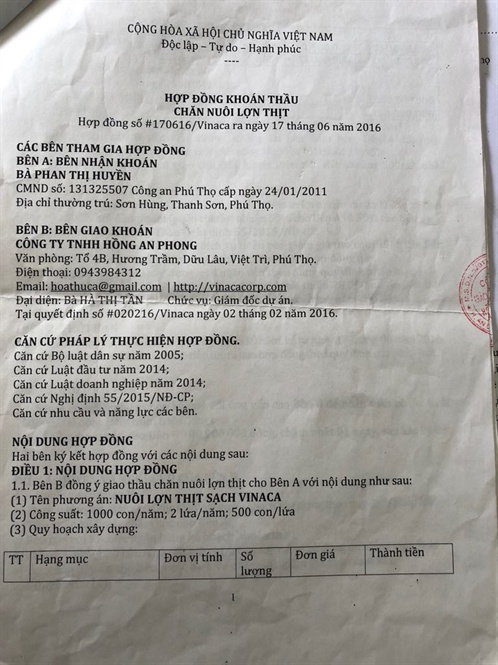 CỘNG HÒA XÃ HỘI CHỦ NGHĨA VIỆT NAM
Độc lập – Tự do – Hạnh phúc
----
HỢP ĐỒNG KHOÁN THẦU
CHĂN NUÔI LỢN THỊT
Hợp đồng số #170616/Vinaca ra ngày 17 tháng 06 năm 2016
CÁC BÊN THAM GIA HỢP ĐỒNG
BÊN A: BÊN NHẬN KHOÁN
BÀ PHAN THỊ HUYỀN
CMND số: 131325507 Công an Phú Thọ cấp ngày 24/01/2011
Địa chỉ thường trú: Sơn Hùng, Thanh Sơn, Phú Thọ.
BÊN B: BÊN GIAO KHOÁN
CÔNG TY TNHH HỒNG AN PHONG
Văn phòng: Tổ 4B, Hương Trầm, Dữu Lâu, Việt Trì, Phú Thọ.
Điện thoại: 0943984312
Email: hoathuca@gmail.com | http://vinacacorp.com
Đại diện: Bà HÀ THỊ TẦN Chức vụ: Giám đốc dự án.
Tại quyết định số #020216/Vinaca ngày 02 tháng 02 năm 2016.
CĂN CỨ PHÁP LÝ THỰC HIỆN HỢP ĐỒNG.
Căn cứ Bộ luật dân sự năm 2005;
Căn cứ Luật đầu tư năm 2014;
Căn cứ Luật doanh nghiệp năm 2014;
Căn cứ Nghị định 55/2015/NĐ-CP;
Căn cứ nhu cầu và năng lực các bên.
NỘI DUNG HỢP ĐỒNG
Hai bên ký kết hợp đồng với các nội dung sau:
ĐIỀU 1: NỘI DUNG HỢP ĐỒNG
1.1. Bên B đồng ý giao thầu chăn nuôi lợn thịt cho Bên A với nội dung như sau:
(1) Tên phương án: NUÔI LỢN THỊT SẠCH VINACA
(2) Công suất: 1000 con/năm; 2 lứa/năm; 500 con/lứa
(3) Quy hoạch xây dựng:
TT Hạng mục Đơn vị tính Số lượng Đơn giá Thành tiền
1